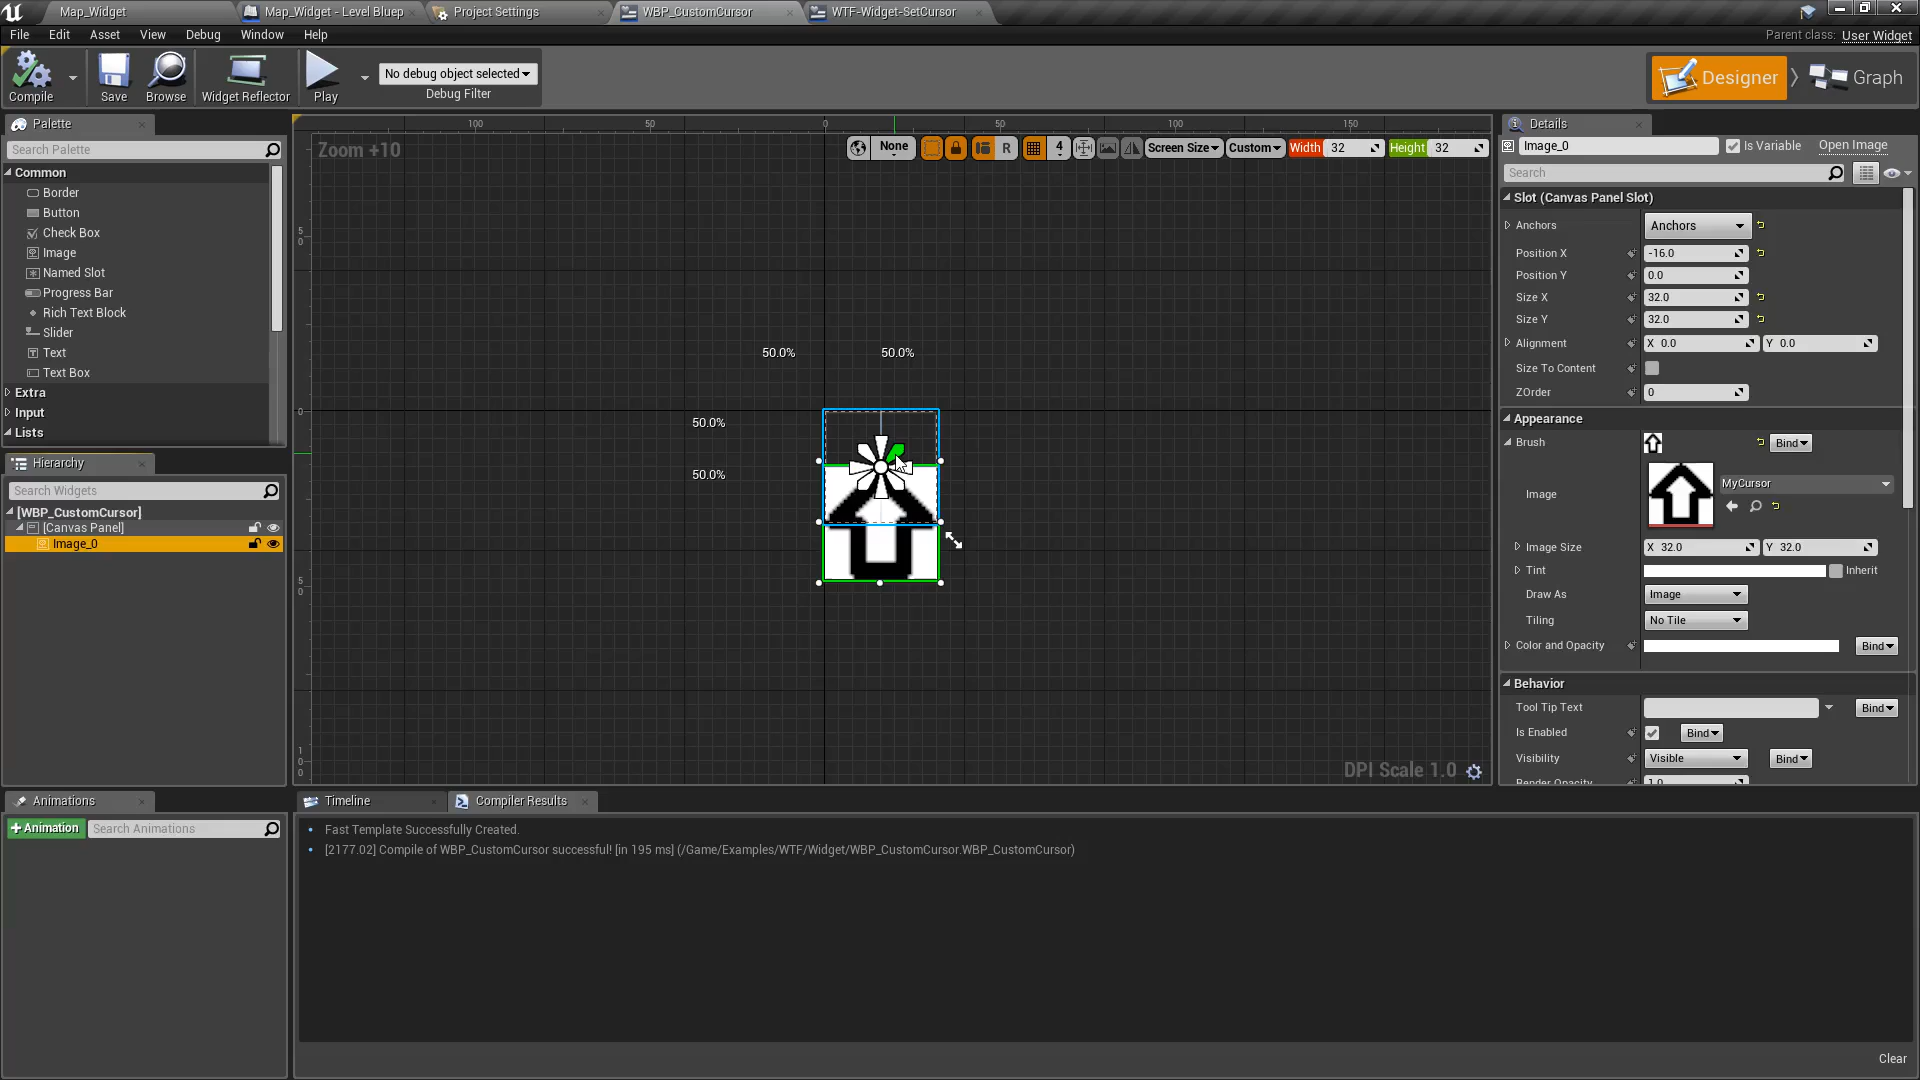 Map_Widget
Map_Widget - Level Bluep
Project Settings
WBP_CustomCursor
WTF-Widget-SetCursor
File Edit Asset View Debug Window Help
Parent class: User Widget
Compile
Save
Browse
Widget Reflector
Play
No debug object selected
Debug Filter
Designer
Graph
Palette
Search Palette
Common
Border
Button
Check Box
Image
Named Slot
Progress Bar
Rich Text Block
Slider
Text
Text Box
Extra
Input
Lists
Hierarchy
Search Widgets
[WBP_CustomCursor]
[Canvas Panel]
Image_0
Animations
+Animation
Search Animations
100 50 0 50 100 150
Zoom +10
None
R
4
Screen Size
Custom
Width 32
Height 32
50
0
50
100
50.0% 50.0%
50.0%
50.0%
DPI Scale 1.0
Timeline
Compiler Results
Fast Template Successfully Created.
[2177.02] Compile of WBP_CustomCursor successful! [in 195 ms] (/Game/Examples/WTF/Widget/WBP_CustomCursor.WBP_CustomCursor)
Clear
Details
Image_0
Is Variable
Open Image
Search
Slot (Canvas Panel Slot)
Anchors Anchors
Position X -16.0
Position Y 0.0
Size X 32.0
Size Y 32.0
Alignment X 0.0 Y 0.0
Size To Content
ZOrder 0
Appearance
Brush Bind
Image MyCursor
Image Size X 32.0 Y 32.0
Tint Inherit
Draw As Image
Tiling No Tile
Color and Opacity Bind
Behavior
Tool Tip Text Bind
Is Enabled Bind
Visibility Visible Bind
Render Opacity 1.0